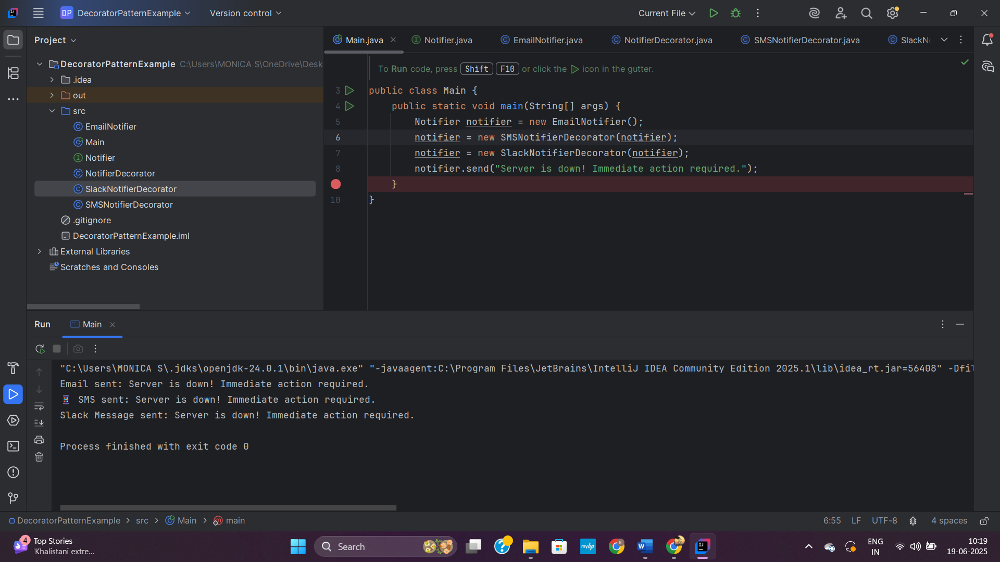 DP DecoratorPatternExample Version control Current File
Project
Main.java Notifier.java EmailNotifier.java NotifierDecorator.java SMSNotifierDecorator.java SlackN
DecoratorPatternExample C:\Users\MONICA S\OneDrive\Desk
.idea
out
src
EmailNotifier
Main
Notifier
NotifierDecorator
SlackNotifierDecorator
SMSNotifierDecorator
.gitignore
DecoratorPatternExample.iml
External Libraries
Scratches and Consoles
To Run code, press Shift F10 or click the icon in the gutter.
3 public class Main {
4 public static void main(String[] args) {
5 Notifier notifier = new EmailNotifier();
6 notifier = new SMSNotifierDecorator(notifier);
7 notifier = new SlackNotifierDecorator(notifier);
8 notifier.send("Server is down! Immediate action required.");
}
10 }
Run Main
"C:\Users\MONICA S\.jdks\openjdk-24.0.1\bin\java.exe" "-javaagent:C:\Program Files\JetBrains\IntelliJ IDEA Community Edition 2025.1\lib\idea_rt.jar=56408" -Dfil
Email sent: Server is down! Immediate action required.
SMS sent: Server is down! Immediate action required.
Slack Message sent: Server is down! Immediate action required.
Process finished with exit code 0
DecoratorPatternExample > src > Main > main 6:55 LF UTF-8 4 spaces
4 Top Stories
'Khalistani extre...
Search
myhp
ENG
IN
10:19
19-06-2025